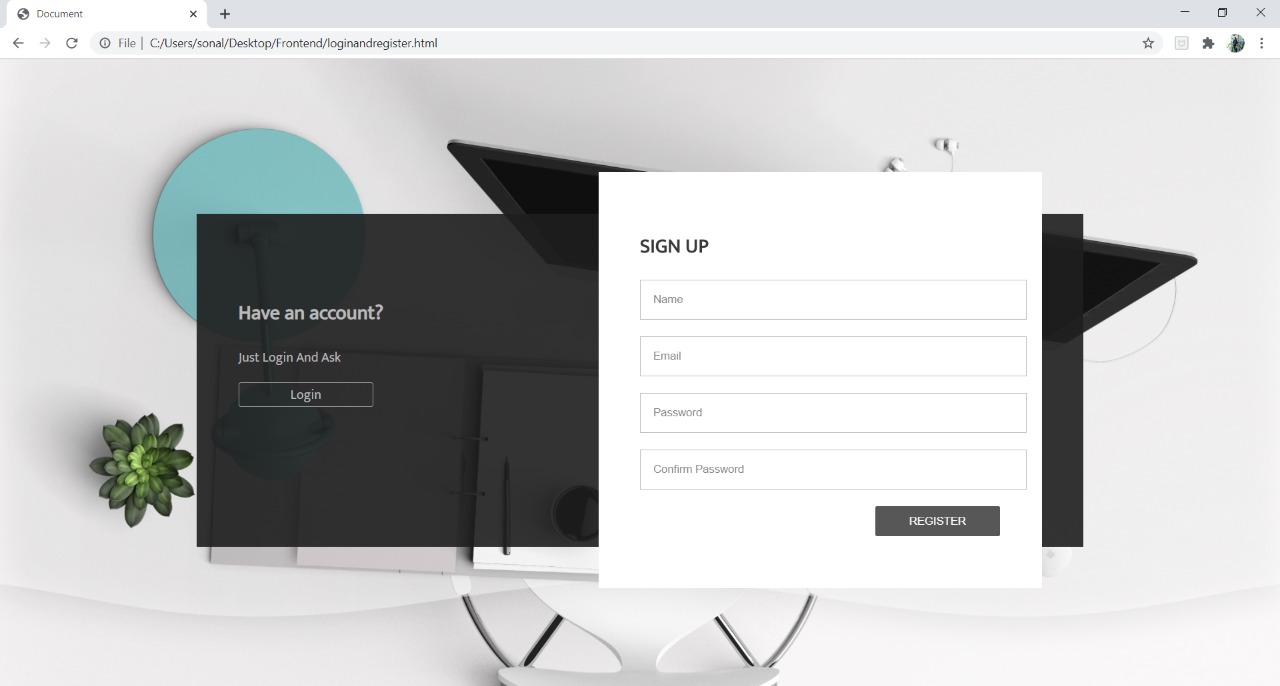 Document
File
C:/Users/sonal/Desktop/Frontend/loginandregister.html
Have an account?
Just Login And Ask
Login
SIGN UP
Name
Email
Password
Confirm Password
REGISTER